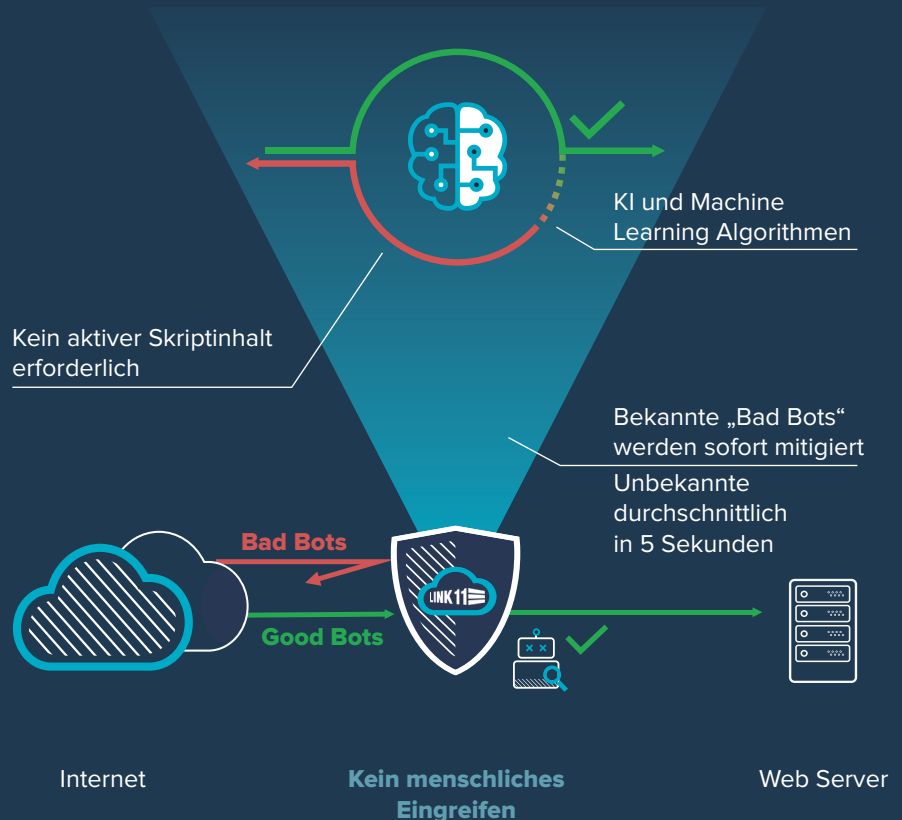 KI und Machine
Learning Algorithmen
Kein aktiver Skriptinhalt
erforderlich
Bekannte „Bad Bots“
werden sofort mitigiert
Unbekannte
durchschnittlich
in 5 Sekunden
Bad Bots
LINK11
Good Bots
Internet
Kein menschliches
Eingreifen
Web Server